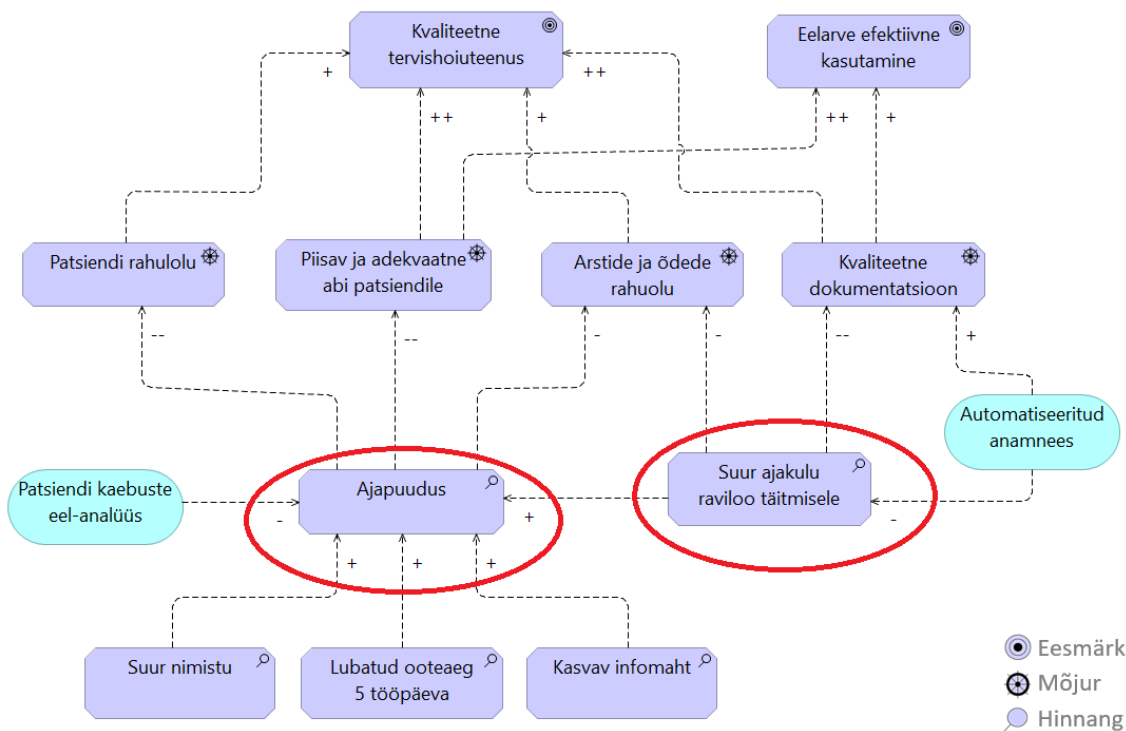 Kvaliteetne
tervishoiuteenus
Eelarve efektiivne
kasutamine
+
++
++
+
++
+
Patsiendi rahulolu
Piisav ja adekvaatne
abi patsiendile
Arstide ja õdede
rahuolu
Kvaliteetne
dokumentatsioon
--
--
-
-
--
+
Automatiseeritud
anamnees
Patsiendi kaebuste
eel-analüüs
Ajapuudus
Suur ajakulu
raviloo täitmisele
-
+
-
+
+
+
Suur nimistu
Lubatud ooteaeg
5 tööpäeva
Kasvav infomaht
Eesmärk
Mõjur
Hinnang